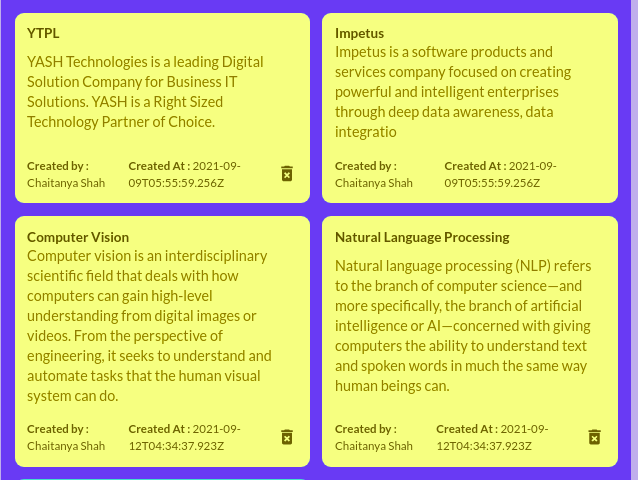 YTPL
YASH Technologies is a leading Digital
Solution Company for Business IT
Solutions. YASH is a Right Sized
Technology Partner of Choice.
Created by :
Chaitanya Shah
Created At : 2021-09-
09T05:55:59.256Z
Impetus
Impetus is a software products and
services company focused on creating
powerful and intelligent enterprises
through deep data awareness, data
integratio
Created by :
Chaitanya Shah
Created At : 2021-09-
09T05:55:59.256Z
Computer Vision
Computer vision is an interdisciplinary
scientific field that deals with how
computers can gain high-level
understanding from digital images or
videos. From the perspective of
engineering, it seeks to understand and
automate tasks that the human visual
system can do.
Created by :
Chaitanya Shah
Created At : 2021-09-
12T04:34:37.923Z
Natural Language Processing
Natural language processing (NLP) refers
to the branch of computer science—and
more specifically, the branch of artificial
intelligence or AI—concerned with giving
computers the ability to understand text
and spoken words in much the same way
human beings can.
Created by :
Chaitanya Shah
Created At : 2021-09-
12T04:34:37.923Z